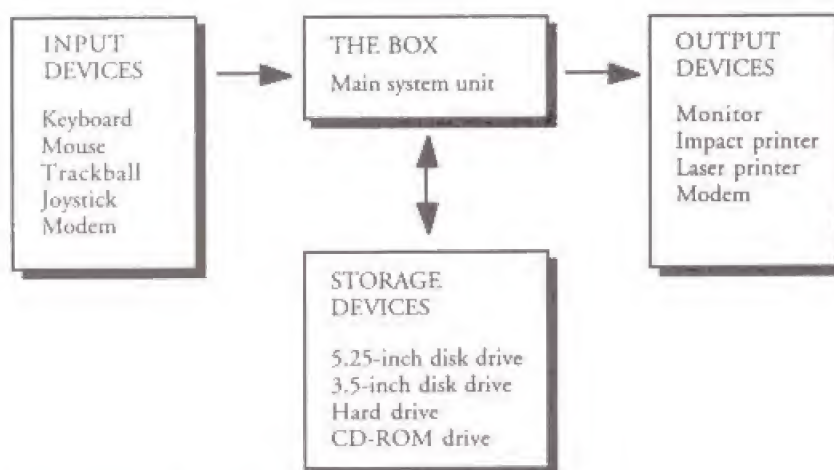 INPUT
DEVICES
Keyboard
Mouse
Trackball
Joystick
Modem
THE BOX
Main system unit
OUTPUT
DEVICES
Monitor
Impact printer
Laser printer
Modem
STORAGE
DEVICES
5.25-inch disk drive
3.5-inch disk drive
Hard drive
CD-ROM drive